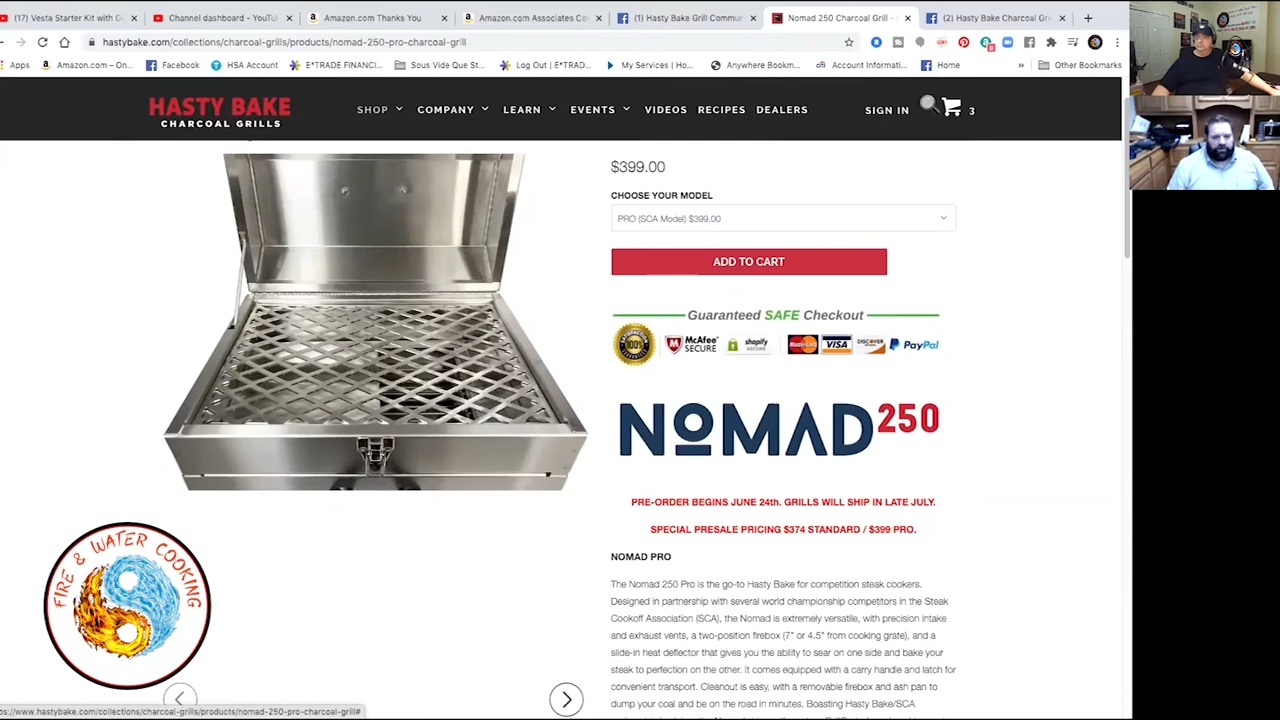 (17) Vesta Starter Kit with G
Channel dashboard - YouTu
Amazon.com Thanks You
Amazon.com Associates Ce
(1) Hasty Bake Grill Commun
Nomad 250 Charcoal Grill -
(2) Hasty Bake Charcoal Gr
hastybake.com/collections/charcoal-grills/products/nomad-250-pro-charcoal-grill
Apps
Amazon.com – On...
Facebook
HSA Account
E*TRADE FINANCI...
Sous Vide Que St...
Log Out | E*TRAD...
My Services | Ho...
Anywhere Bookm...
Account Informati...
Home
Other Bookmarks
HASTY BAKE
CHARCOAL GRILLS
SHOP
COMPANY
LEARN
EVENTS
VIDEOS
RECIPES
DEALERS
SIGN IN
3
$399.00
CHOOSE YOUR MODEL
PRO (SCA Model) $399.00
ADD TO CART
Guaranteed SAFE Checkout
100%
McAfee SECURE
shopify SECURE
MasterCard
VISA
DISCOVER
PayPal
NOMAD 250
PRE-ORDER BEGINS JUNE 24th. GRILLS WILL SHIP IN LATE JULY.
SPECIAL PRESALE PRICING $374 STANDARD / $399 PRO.
NOMAD PRO
The Nomad 250 Pro is the go-to Hasty Bake for competition steak cookers.
Designed in partnership with several world championship competitors in the Steak
Cookoff Association (SCA), the Nomad is extremely versatile, with precision intake
and exhaust vents, a two-position firebox (7" or 4.5" from cooking grate), and a
slide-in heat deflector that gives you the ability to sear on one side and bake your
steak to perfection on the other. It comes equipped with a carry handle and latch for
convenient transport. Cleanout is easy, with a removable firebox and ash pan to
dump your coal and be on the road in minutes. Boasting Hasty Bake/SCA
FIRE & WATER COOKING
ps://www.hastybake.com/collections/charcoal-grills/products/nomad-250-pro-charcoal-grill#